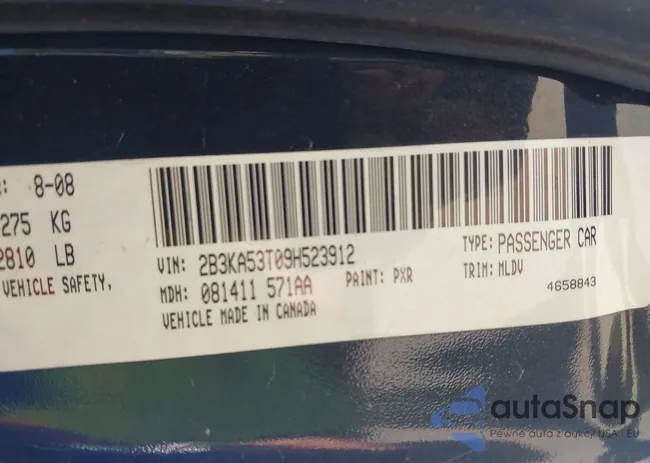 : 8-08
275 KG
2810 LB
VEHICLE SAFETY,
VIN: 2B3KA53T09H523912
TYPE: PASSENGER CAR
MDH: 081411 571AA
PAINT: PXR
TRIM: MLDV
VEHICLE MADE IN CANADA
4658843
autaSnap
Pewne auta z aukcji USA i EU